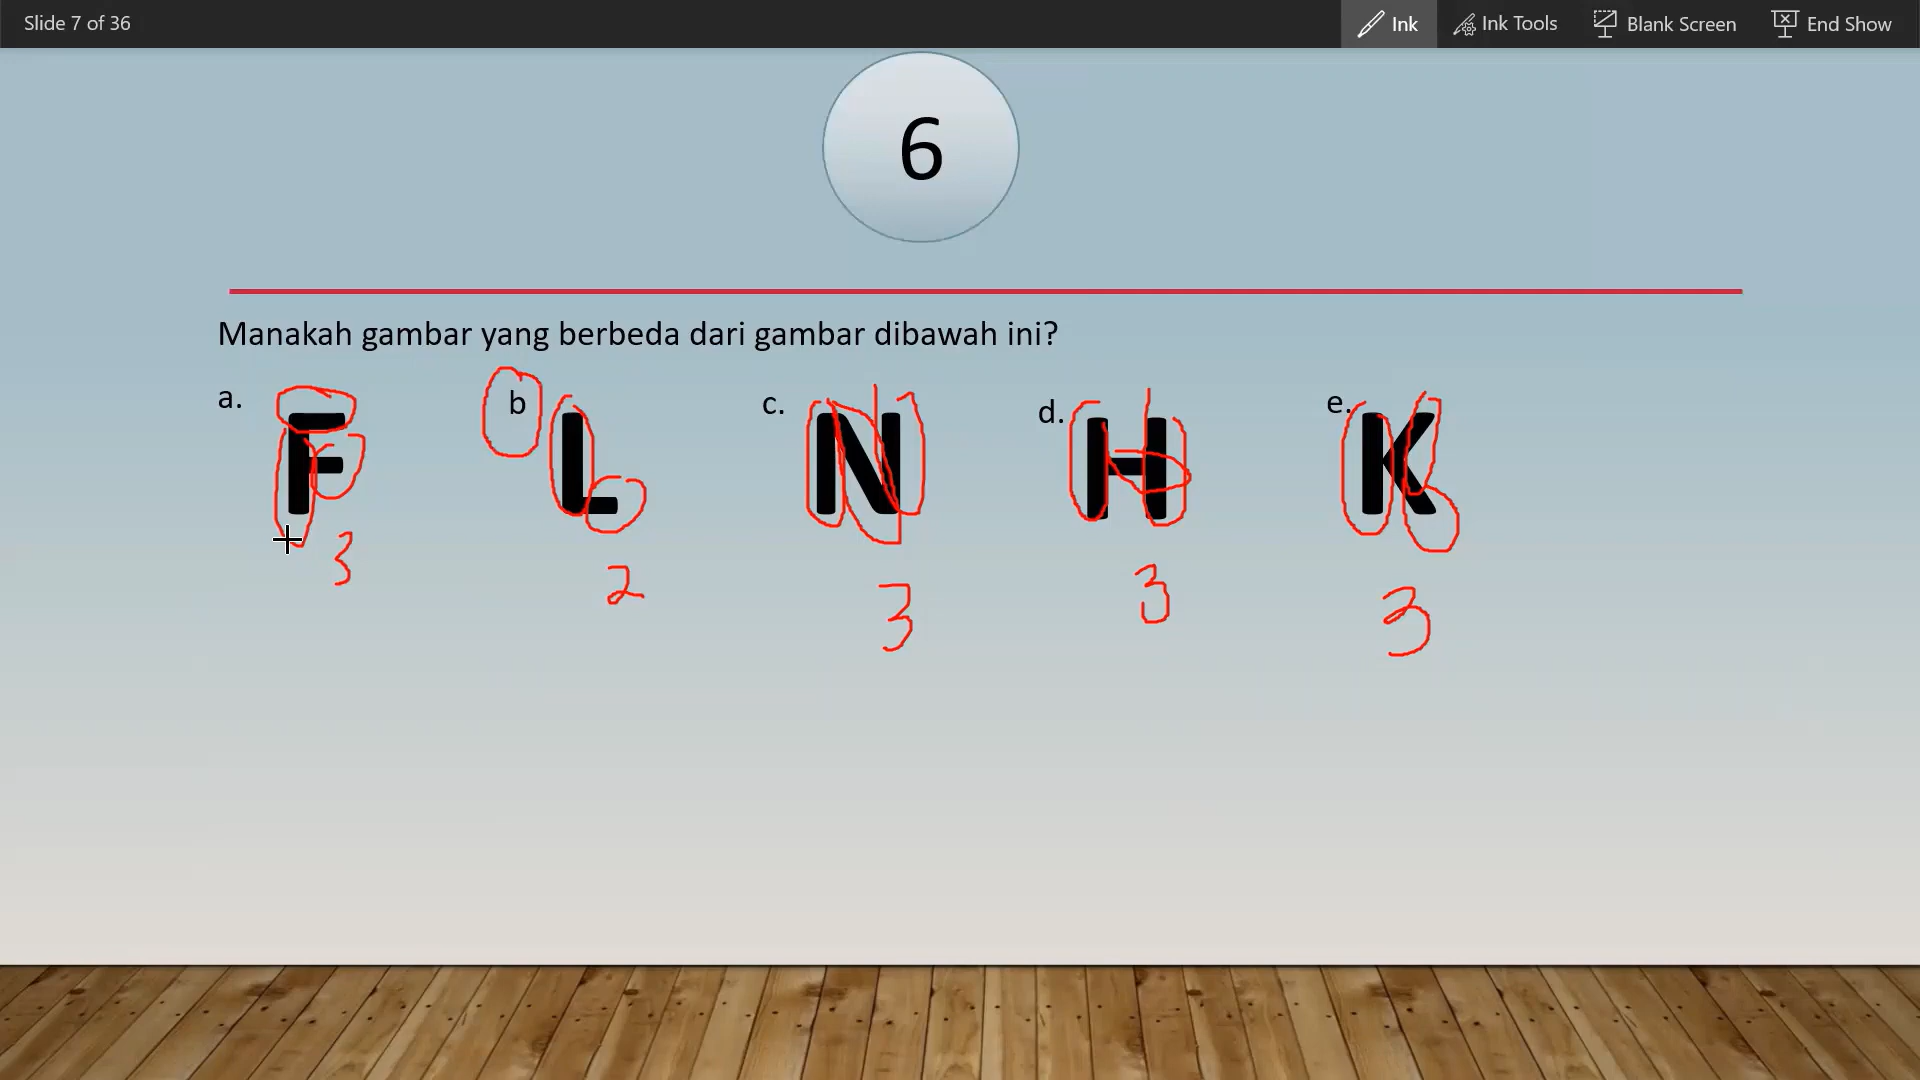 Slide 7 of 36 Ink Ink Tools Blank Screen End Show
6
Manakah gambar yang berbeda dari gambar dibawah ini?
a. F b L c. N d. H e. K
3 2 3 3 3